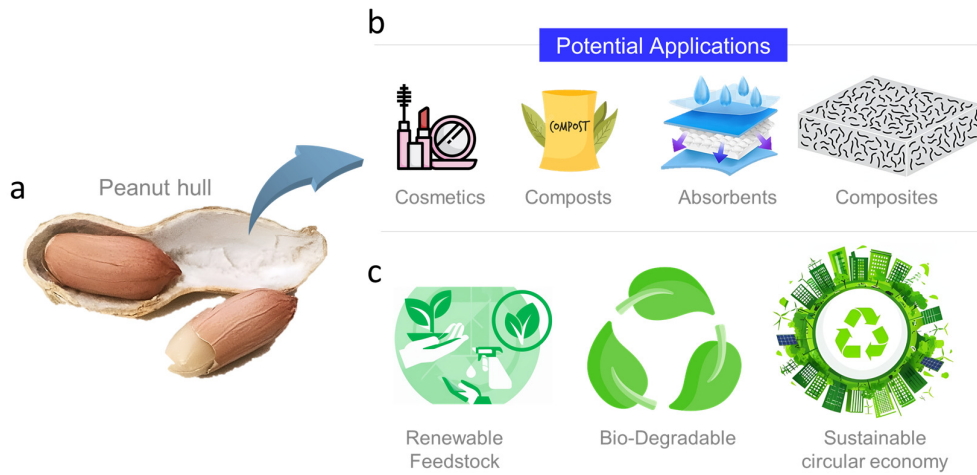 a
Peanut hull
b
Potential Applications
COMPOST
Cosmetics
Composts
Absorbents
Composites
c
Renewable
Feedstock
Bio-Degradable
Sustainable
circular economy